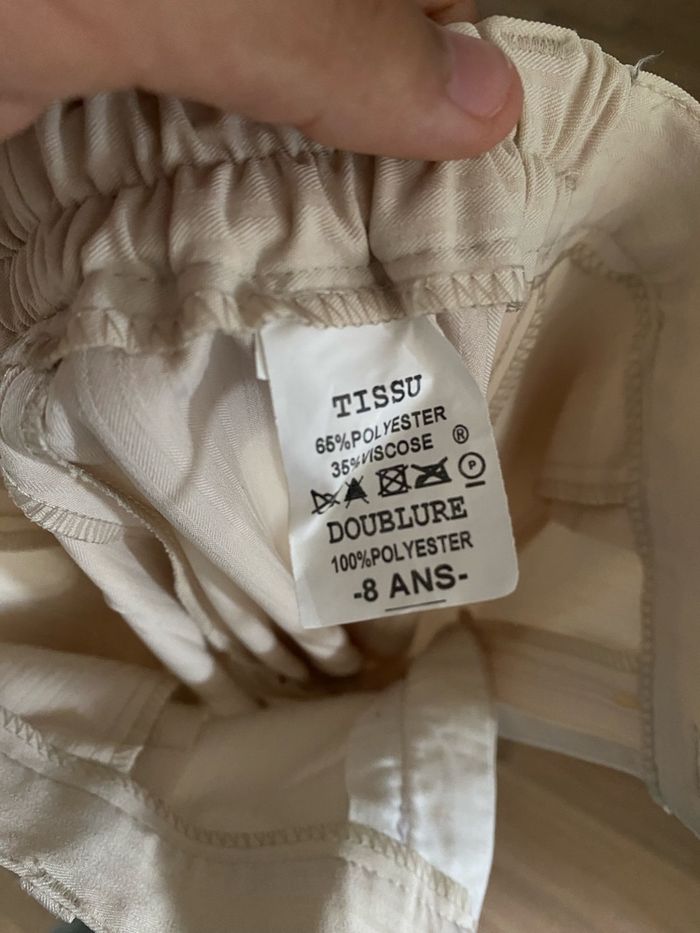 TISSU
65%POLYESTER
35%VISCOSE ®
P
DOUBLURE
100%POLYESTER
-8 ANS-